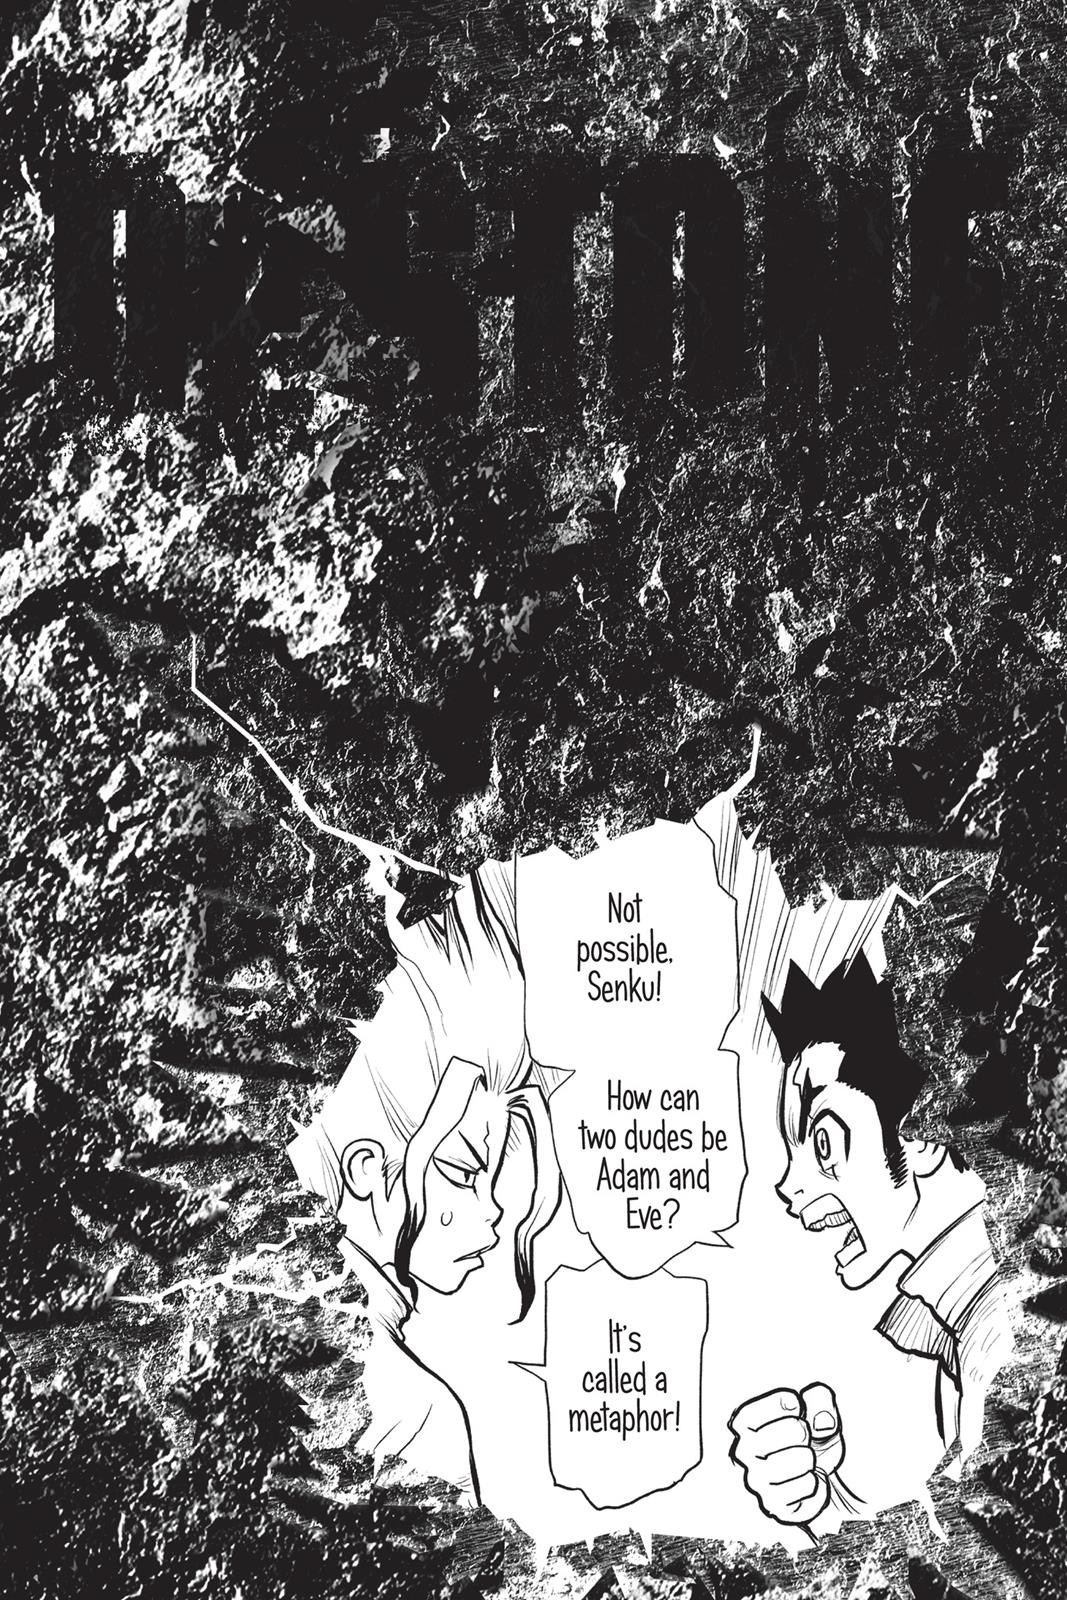 Dr.STONE
Not
possible,
Senku!
How can
two dudes be
Adam and
Eve?
It's
called a
metaphor!